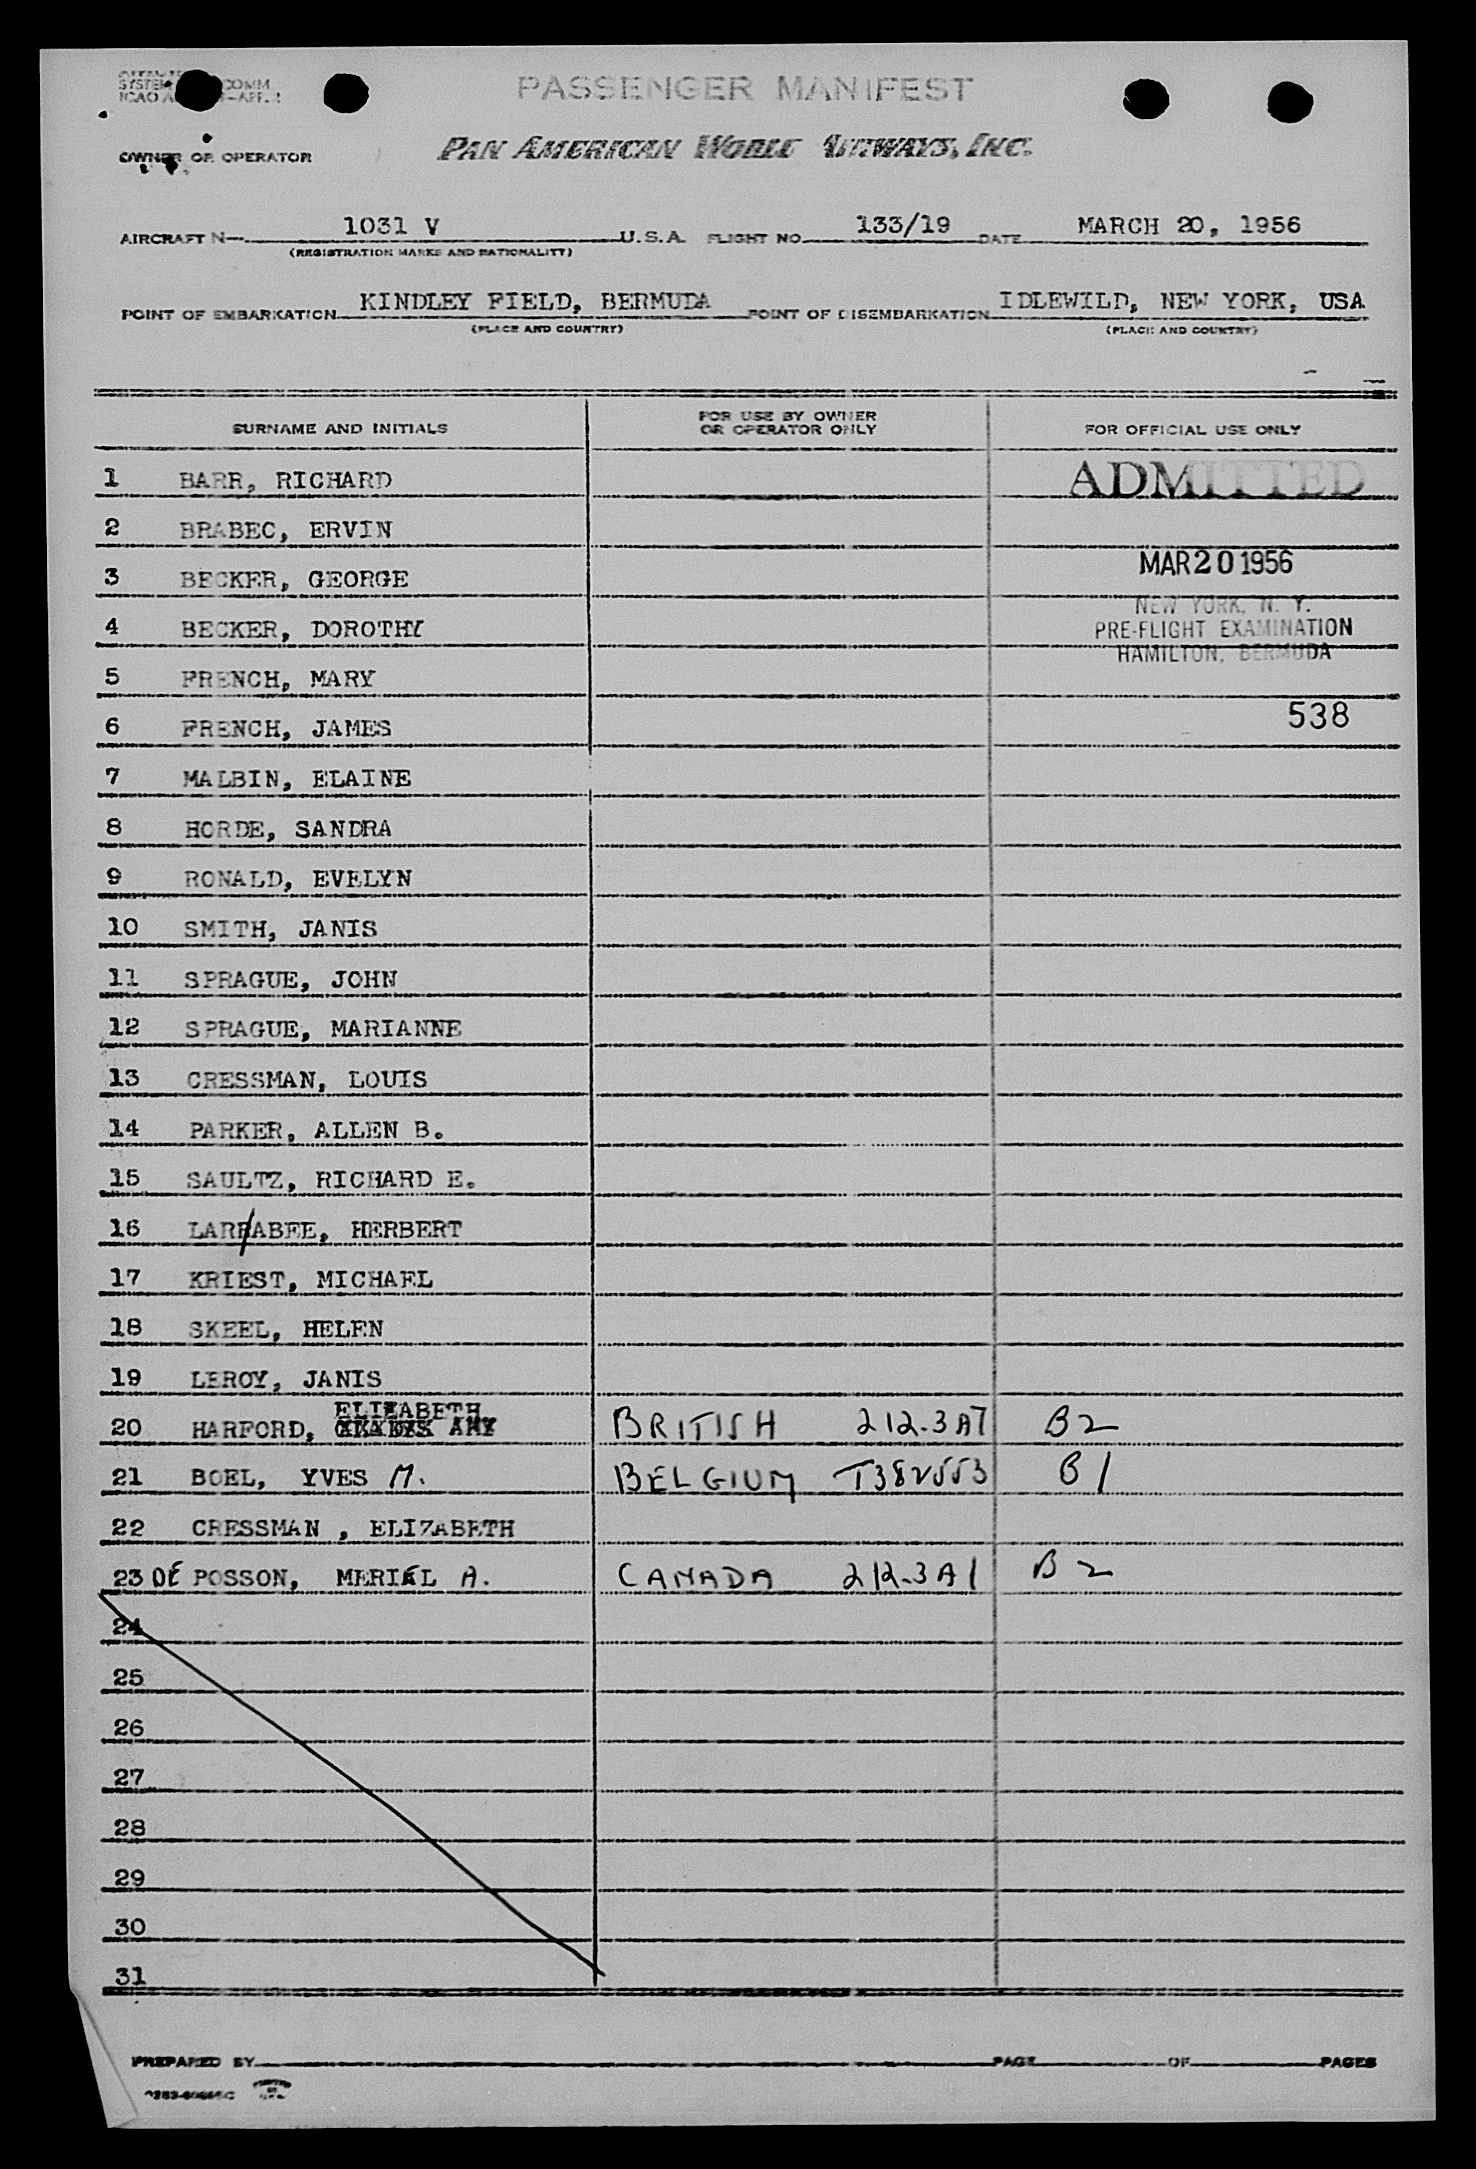 SYSTEM COMM
ICAO
PASSENGER MANIFEST
OWNER OR OPERATOR
PAN AMERICAN WORLD AIRWAYS, INC.
AIRCRAFT N— 1031 V U.S.A. FLIGHT NO. 133/19 DATE MARCH 20, 1956
(REGISTRATION MARKS AND NATIONALITY)
POINT OF EMBARKATION KINDLEY FIELD, BERMUDA POINT OF DISEMBARKATION IDLEWILD, NEW YORK, USA
(PLACE AND COUNTRY) (PLACE AND COUNTRY)
SURNAME AND INITIALS FOR USE BY OWNER OR OPERATOR ONLY FOR OFFICIAL USE ONLY
1 BARR, RICHARD ADMITTED
2 BRABEC, ERVIN
MAR 20 1956
3 BECKER, GEORGE
NEW YORK, N. Y.
4 BECKER, DOROTHY PRE-FLIGHT EXAMINATION
HAMILTON, BERMUDA
5 FRENCH, MARY
6 FRENCH, JAMES 538
7 MALBIN, ELAINE
8 HORDE, SANDRA
9 RONALD, EVELYN
10 SMITH, JANIS
11 SPRAGUE, JOHN
12 SPRAGUE, MARIANNE
13 CRESSMAN, LOUIS
14 PARKER, ALLEN B.
15 SAULTZ, RICHARD E.
16 LARRABEE, HERBERT
17 KRIEST, MICHAEL
18 SKEEL, HELEN
19 LEROY, JANIS
ELIZABETH
20 HARFORD, AMY BRITISH 212.3A7 B2
21 BOEL, YVES M. BELGIUM T382553 B1
22 CRESSMAN , ELIZABETH
23 DÉ POSSON, MERIÉL A. CANADA 212.3A1 B2
24
25
26
27
28
29
30
31
PREPARED BY PAGE OF PAGES